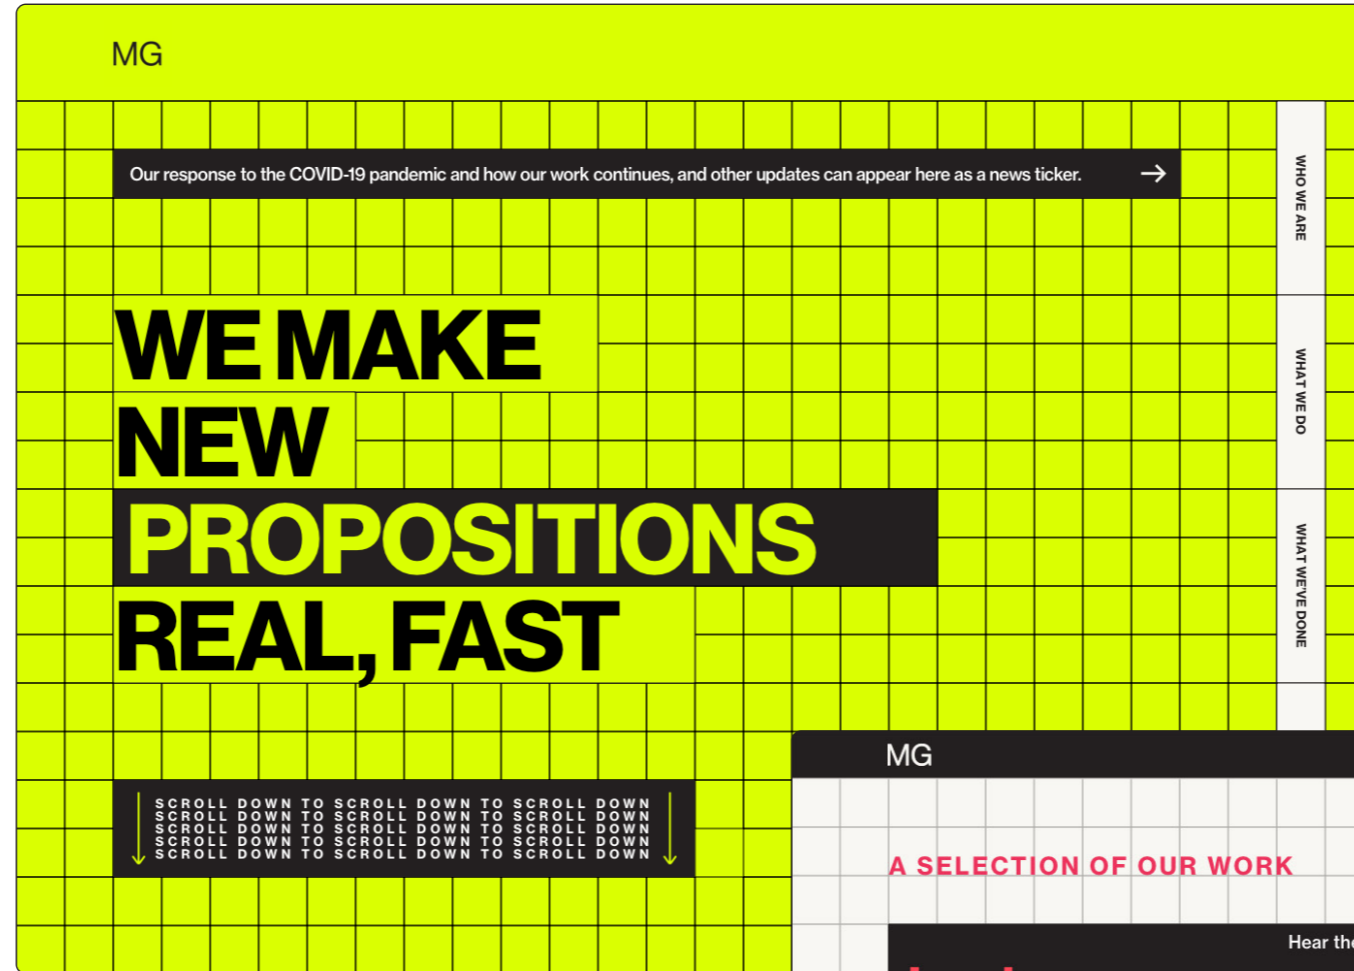 MG
Our response to the COVID-19 pandemic and how our work continues, and other updates can appear here as a news ticker.
WHO WE ARE
WE MAKE
NEW
PROPOSITIONS
REAL, FAST
WHAT WE DO
WHAT WE'VE DONE
SCROLL DOWN TO SCROLL DOWN TO SCROLL DOWN
SCROLL DOWN TO SCROLL DOWN TO SCROLL DOWN
SCROLL DOWN TO SCROLL DOWN TO SCROLL DOWN
SCROLL DOWN TO SCROLL DOWN TO SCROLL DOWN
SCROLL DOWN TO SCROLL DOWN TO SCROLL DOWN
MG
A SELECTION OF OUR WORK
Hear the